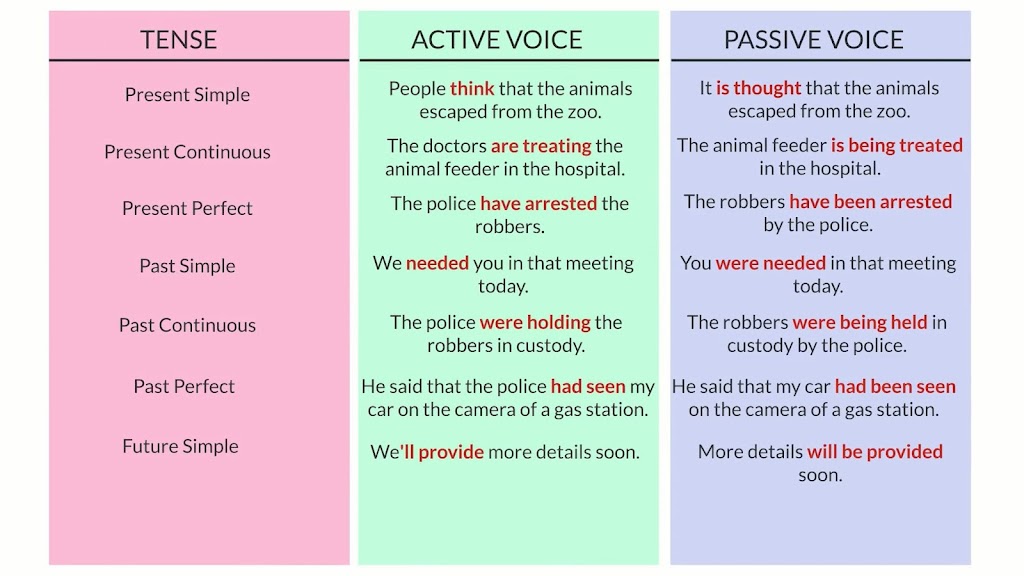 TENSE
ACTIVE VOICE
PASSIVE VOICE
Present Simple
People think that the animals
escaped from the zoo.
It is thought that the animals
escaped from the zoo.
Present Continuous
The doctors are treating the
animal feeder in the hospital.
The animal feeder is being treated
in the hospital.
Present Perfect
The police have arrested the
robbers.
The robbers have been arrested
by the police.
Past Simple
We needed you in that meeting
today.
You were needed in that meeting
today.
Past Continuous
The police were holding the
robbers in custody.
The robbers were being held in
custody by the police.
Past Perfect
He said that the police had seen my
car on the camera of a gas station.
He said that my car had been seen
on the camera of a gas station.
Future Simple
We'll provide more details soon.
More details will be provided
soon.